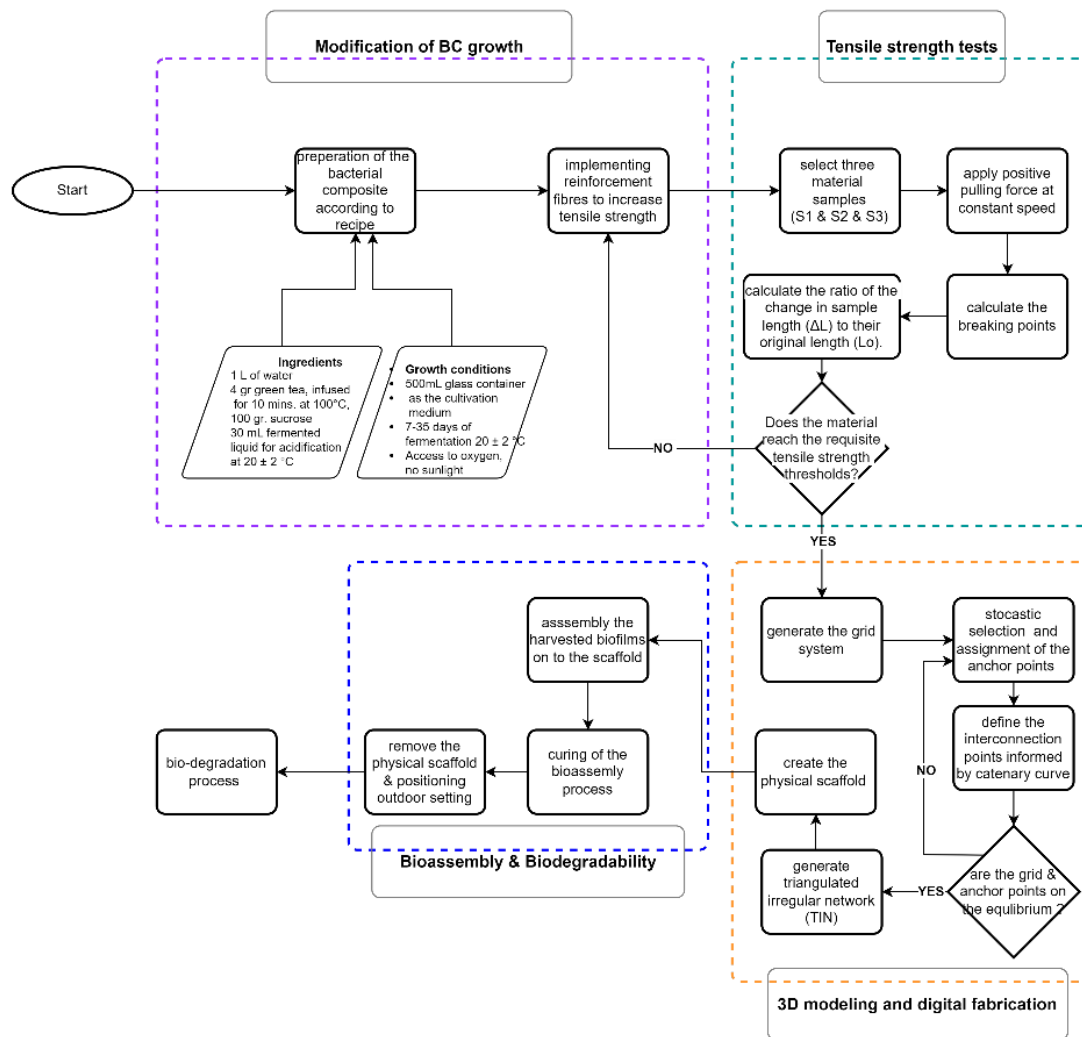 Modification of BC growth
Tensile strength tests
Start
preperation of the
bacterial
composite
according to
recipe
implementing
reinforcement
fibres to increase
tensile strength
select three
material
samples
(S1 & S2 & S3)
apply positive
pulling force at
constant speed
calculate the ratio of the
change in sample
length (ΔL) to their
original length (Lo).
calculate the
breaking points
Ingredients
1 L of water
4 gr green tea, infused
for 10 mins. at 100°C,
100 gr. sucrose
30 mL fermented
liquid for acidification
at 20 ± 2 °C
• Growth conditions
• 500mL glass container
• as the cultivation
medium
• 7-35 days of
fermentation 20 ± 2 °C
• Access to oxygen,
no sunlight
Does the material
reach the requisite
tensile strength
thresholds?
NO
YES
asssembly the
harvested biofilms
on to the scaffold
generate the grid
system
stocastic
selection and
assignment of the
anchor points
bio-degradation
process
remove the
physical scaffold
& positioning
outdoor setting
curing of the
bioassemly process
create the
physical scaffold
define the
interconnection
points informed
by catenary curve
NO
Bioassembly & Biodegradability
generate
triangulated
irregular network
(TIN)
YES
are the grid &
anchor points on
the equlibrium ?
3D modeling and digital fabrication